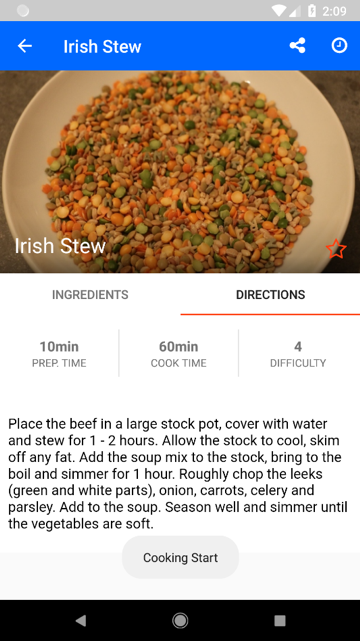 2:09
Irish Stew
Irish Stew
INGREDIENTS
DIRECTIONS
10min
60min
4
PREP. TIME
COOK TIME
DIFFICULTY
Place the beef in a large stock pot, cover with water
and stew for 1 - 2 hours. Allow the stock to cool, skim
off any fat. Add the soup mix to the stock, bring to the
boil and simmer for 1 hour. Roughly chop the leeks
(green and white parts), onion, carrots, celery and
parsley. Add to the soup. Season well and simmer until
the vegetables are soft.
Cooking Start